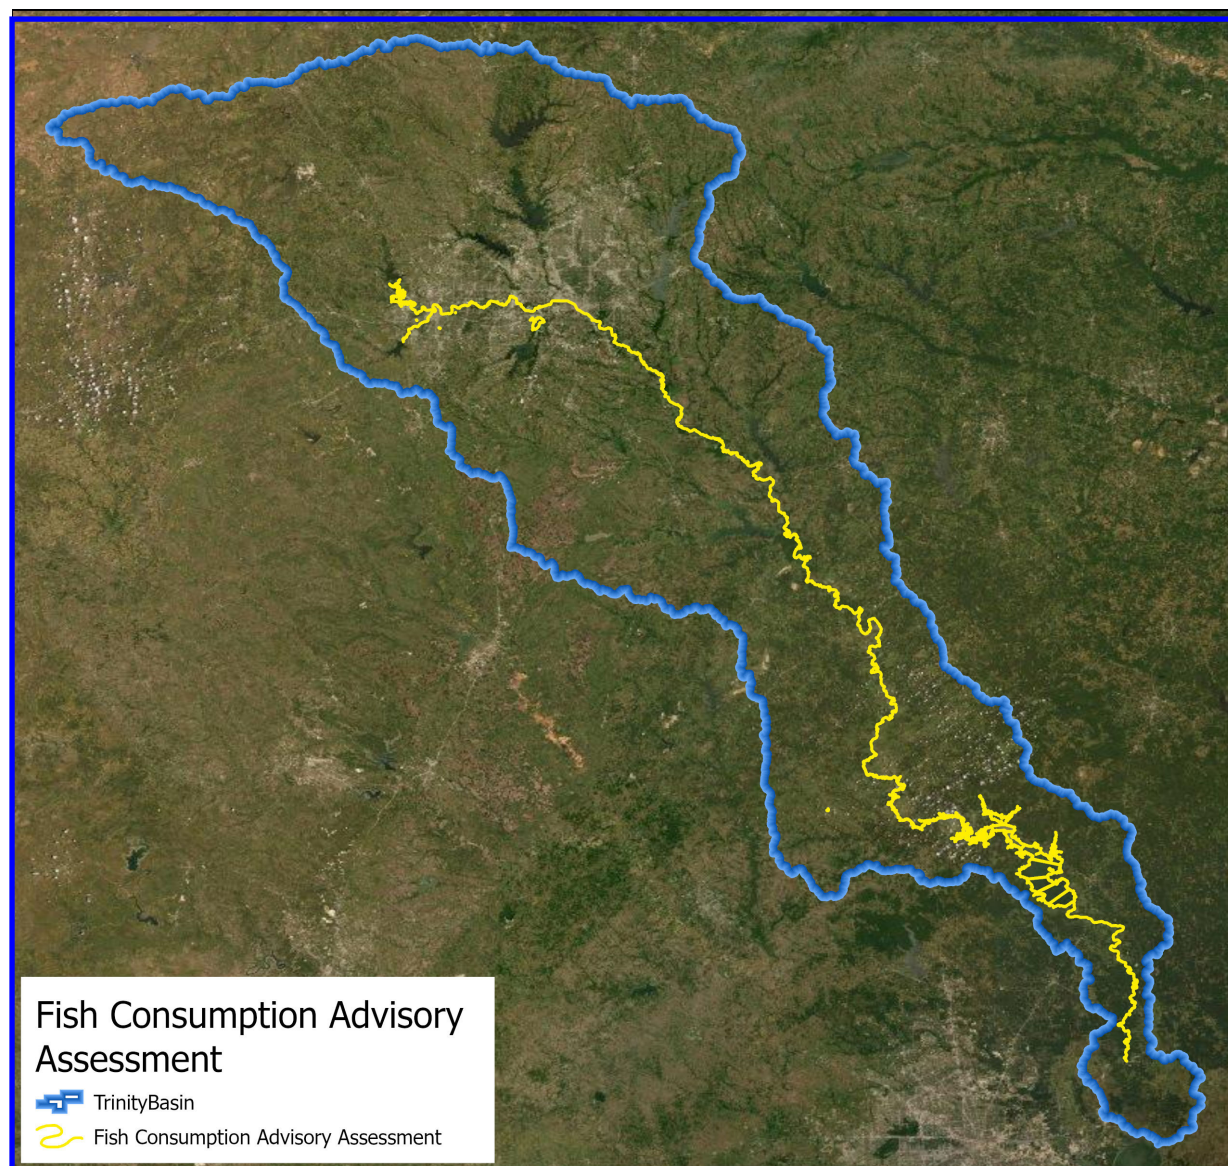 Fish Consumption Advisory
Assessment
TrinityBasin
Fish Consumption Advisory Assessment